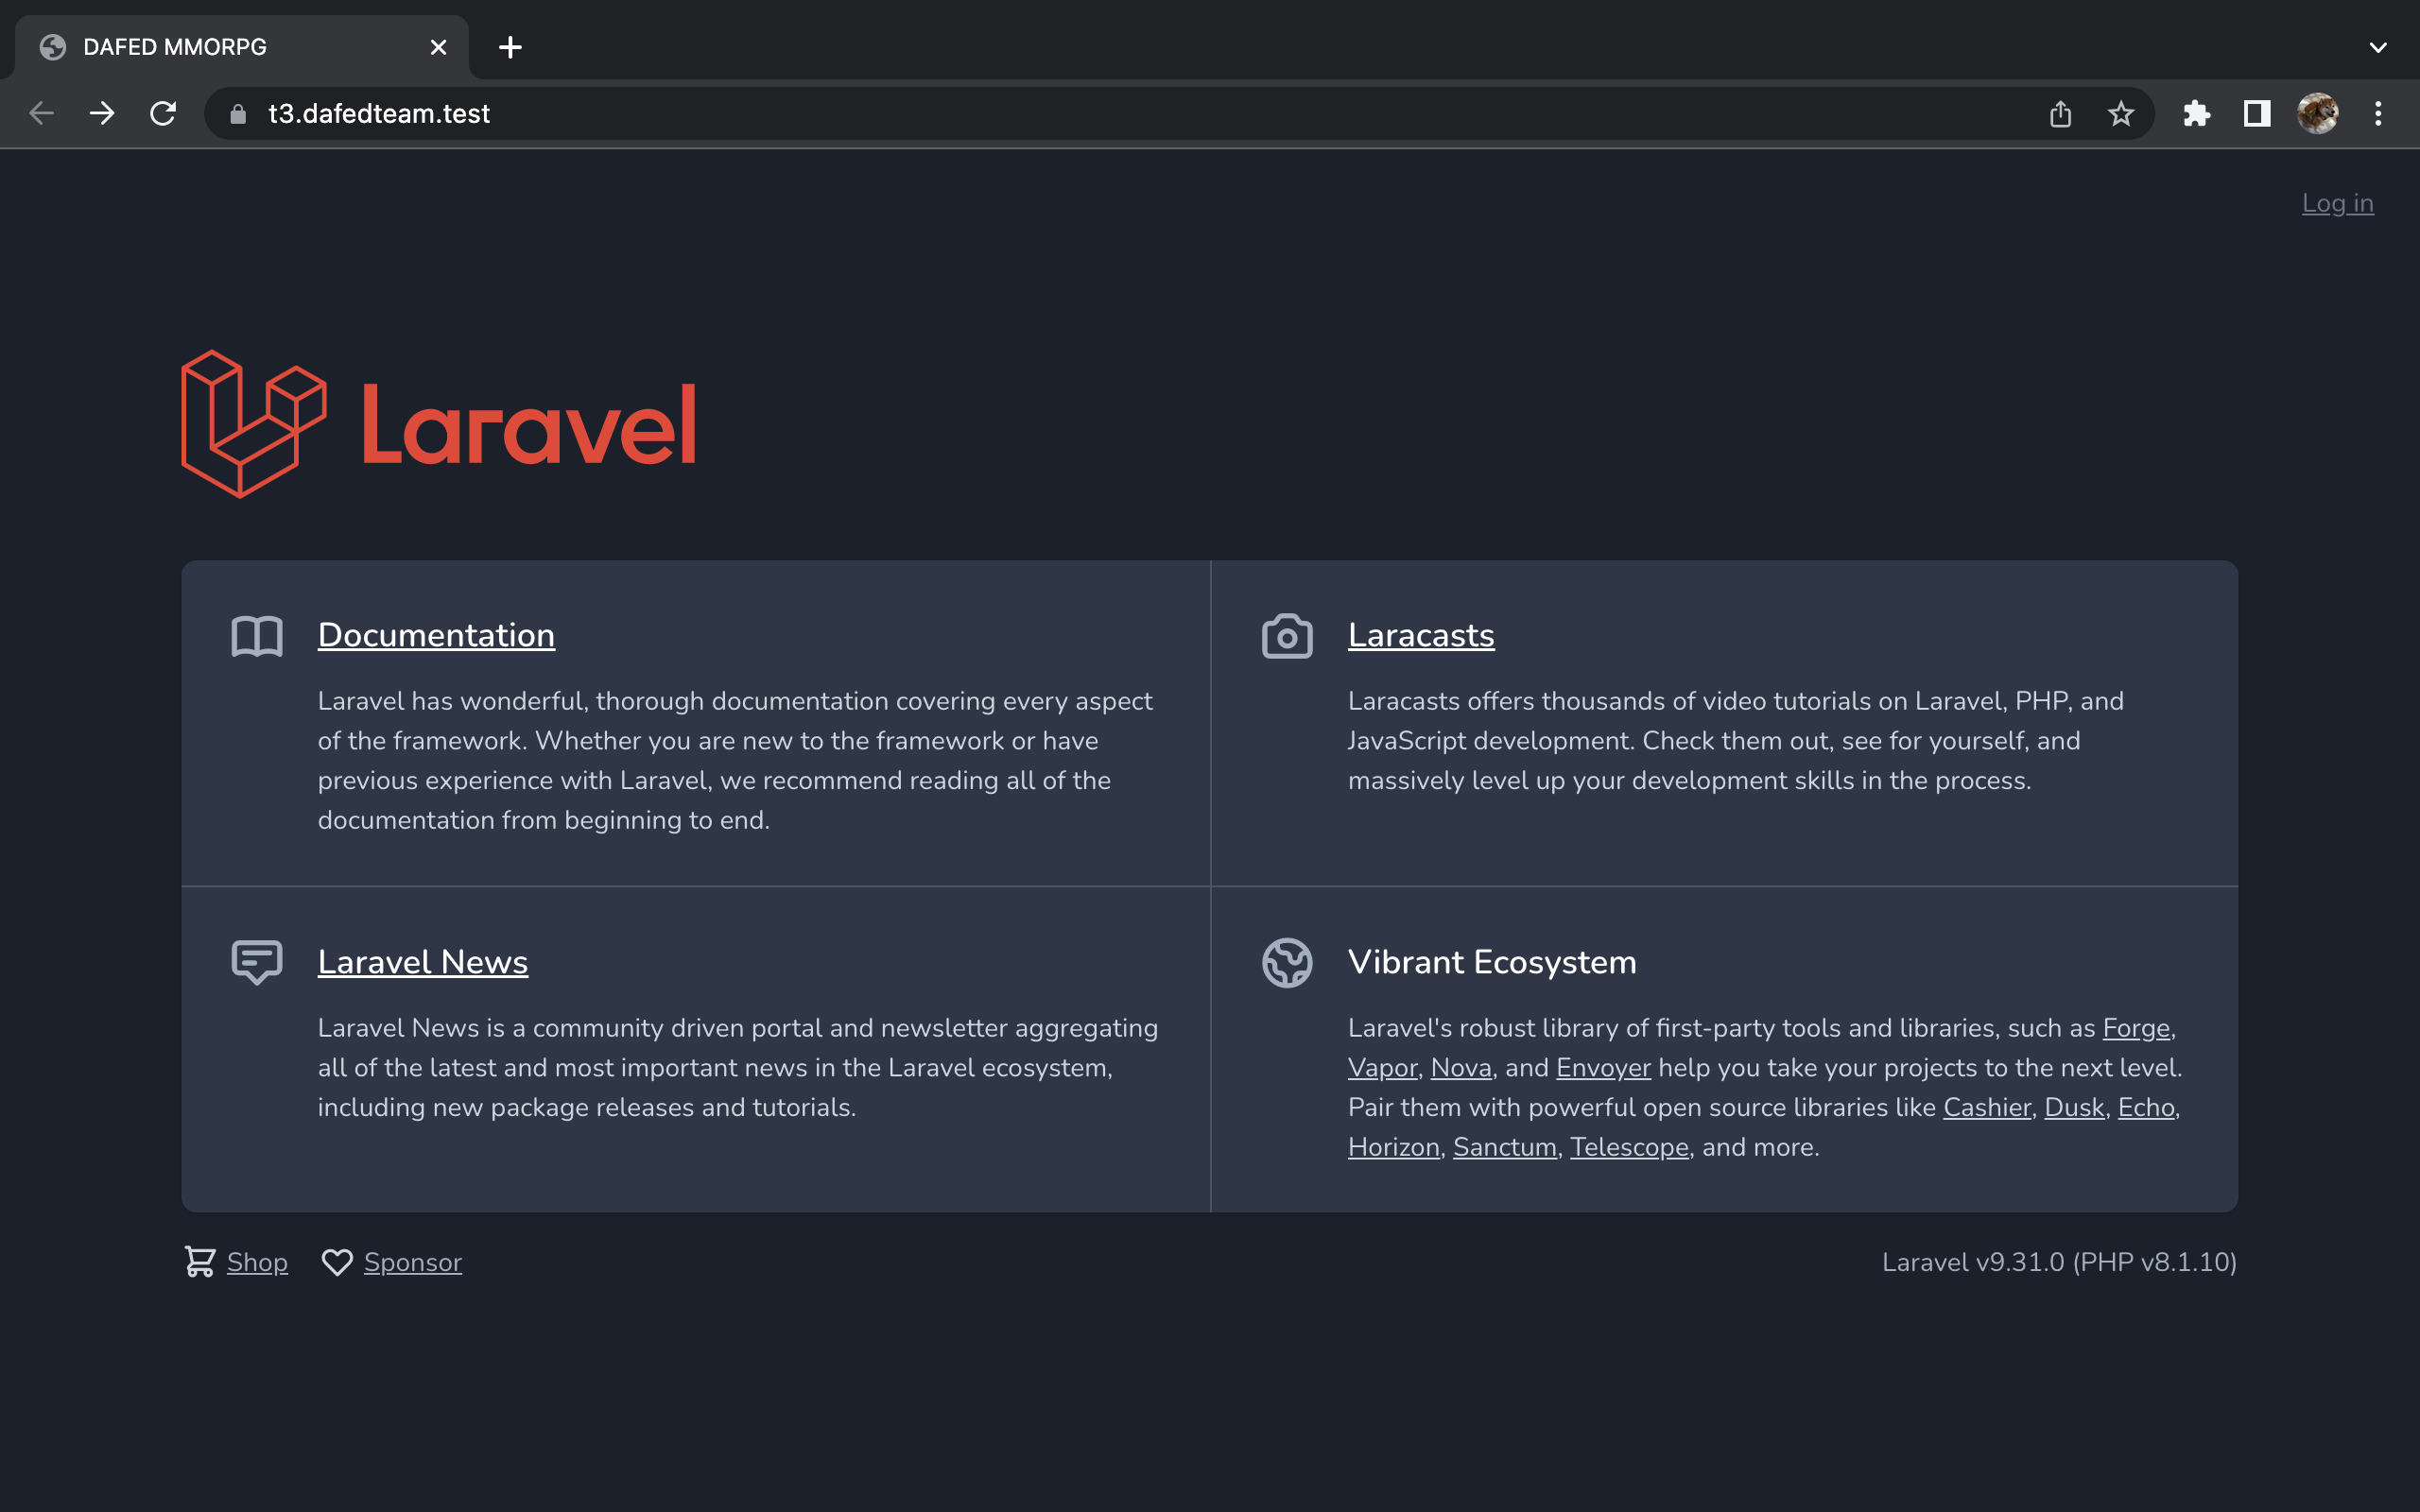 DAFED MMORPG
t3.dafedteam.test
Log in
Laravel
Documentation
Laravel has wonderful, thorough documentation covering every aspect
of the framework. Whether you are new to the framework or have
previous experience with Laravel, we recommend reading all of the
documentation from beginning to end.
Laracasts
Laracasts offers thousands of video tutorials on Laravel, PHP, and
JavaScript development. Check them out, see for yourself, and
massively level up your development skills in the process.
Laravel News
Laravel News is a community driven portal and newsletter aggregating
all of the latest and most important news in the Laravel ecosystem,
including new package releases and tutorials.
Vibrant Ecosystem
Laravel's robust library of first-party tools and libraries, such as Forge,
Vapor, Nova, and Envoyer help you take your projects to the next level.
Pair them with powerful open source libraries like Cashier, Dusk, Echo,
Horizon, Sanctum, Telescope, and more.
Shop Sponsor
Laravel v9.31.0 (PHP v8.1.10)